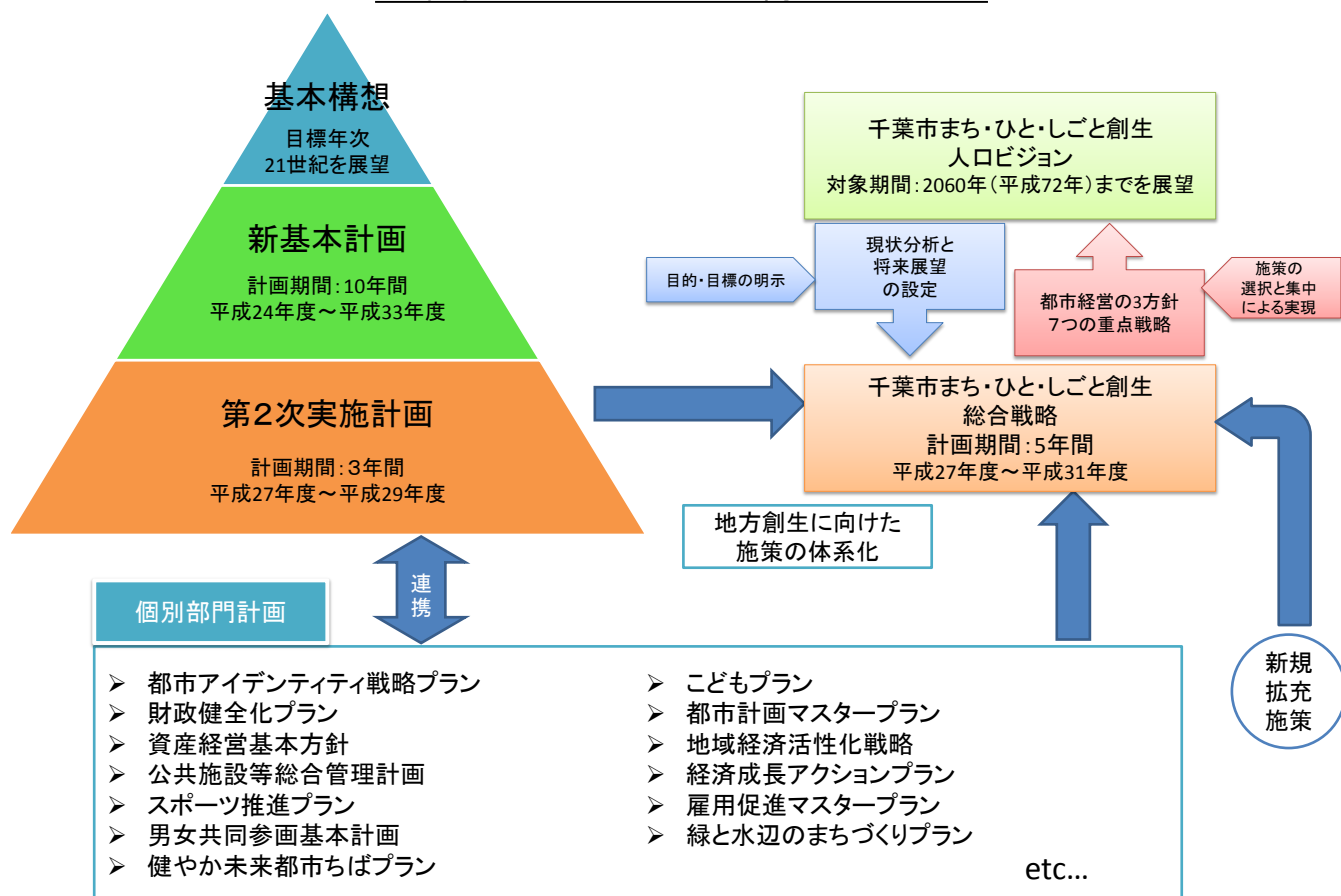 基本構想
目標年次
21世紀を展望
新基本計画
計画期間：10年間
平成24年度～平成33年度
第2次実施計画
計画期間：3年間
平成27年度～平成29年度
千葉市まち・ひと・しごと創生
人口ビジョン
対象期間：2060年（平成72年）までを展望
目的・目標の明示
現状分析と
将来展望
の設定
都市経営の3方針
7つの重点戦略
施策の
選択と集中
による実現
千葉市まち・ひと・しごと創生
総合戦略
計画期間：5年間
平成27年度～平成31年度
地方創生に向けた
施策の体系化
連
携
個別部門計画
➢ 都市アイデンティティ戦略プラン
➢ 財政健全化プラン
➢ 資産経営基本方針
➢ 公共施設等総合管理計画
➢ スポーツ推進プラン
➢ 男女共同参画基本計画
➢ 健やか未来都市ちばプラン
➢ こどもプラン
➢ 都市計画マスタープラン
➢ 地域経済活性化戦略
➢ 経済成長アクションプラン
➢ 雇用促進マスタープラン
➢ 緑と水辺のまちづくりプラン
etc…
新規
拡充
施策